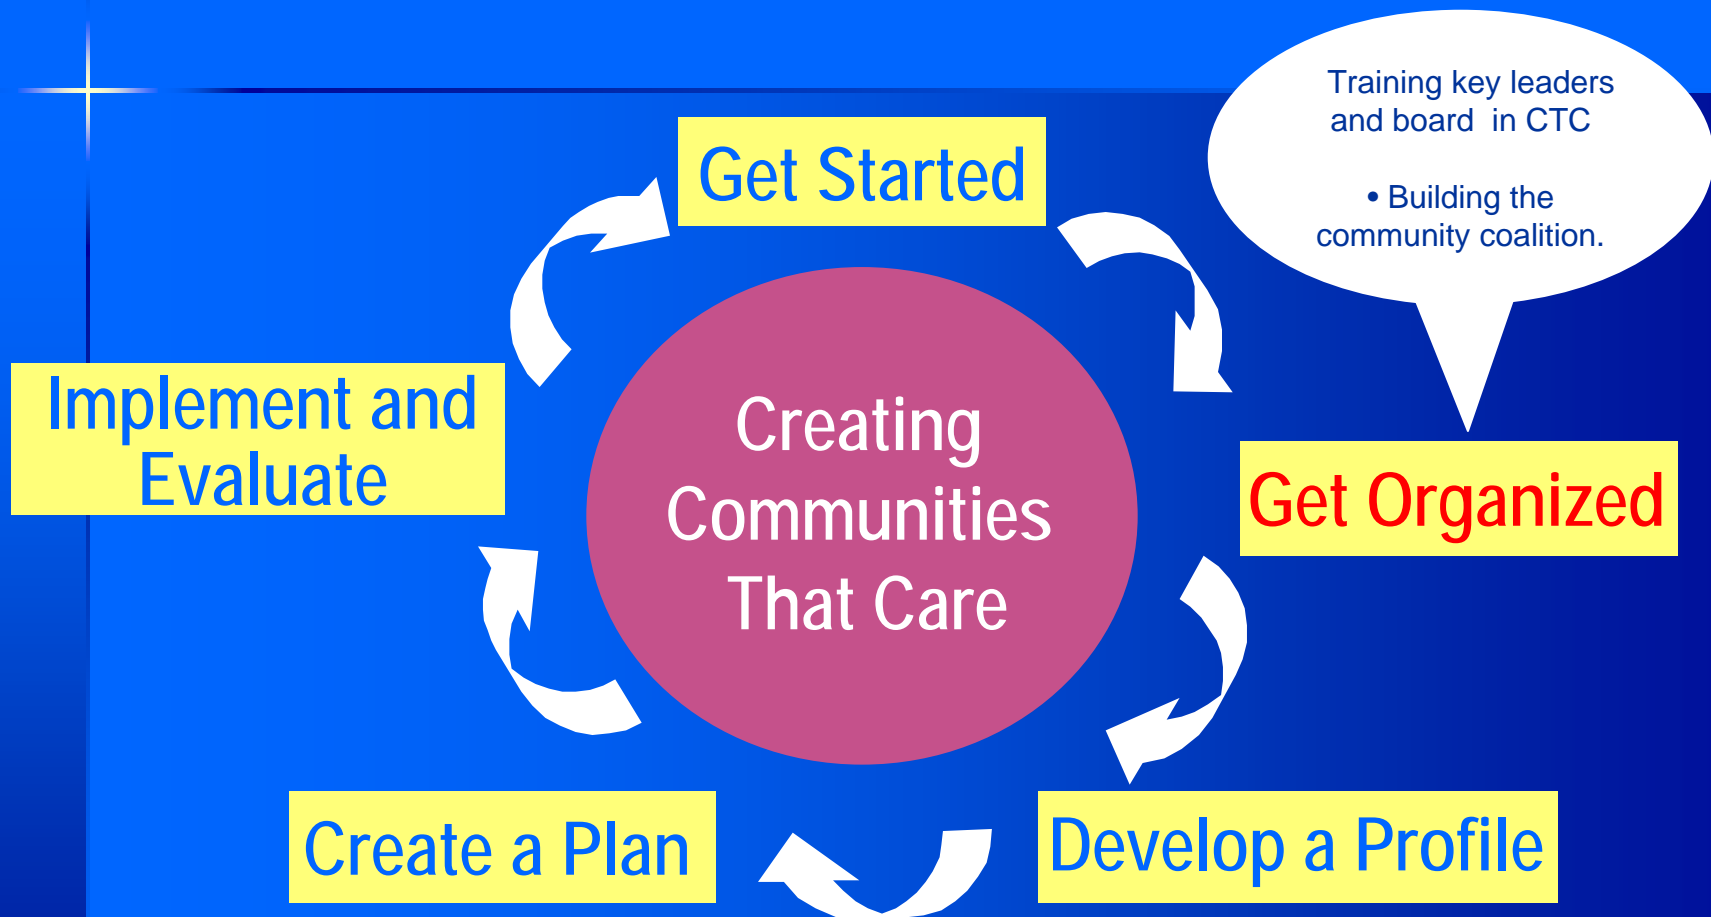 Training key leaders
and board in CTC
• Building the
community coalition.
Get Started
Implement and
Evaluate
Creating
Communities
That Care
Get Organized
Create a Plan
Develop a Profile